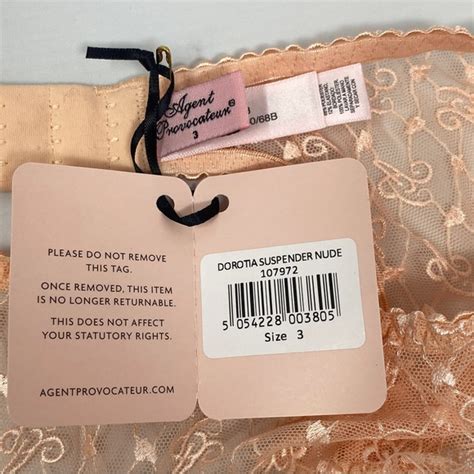 Agent
Provocateur®
3
0/68B
PLEASE DO NOT REMOVE
THIS TAG.
ONCE REMOVED, THIS ITEM
IS NO LONGER RETURNABLE.
THIS DOES NOT AFFECT
YOUR STATUTORY RIGHTS.
AGENTPROVOCATEUR.COM
DOROTIA SUSPENDER NUDE
107972
5 054228 003805
Size 3